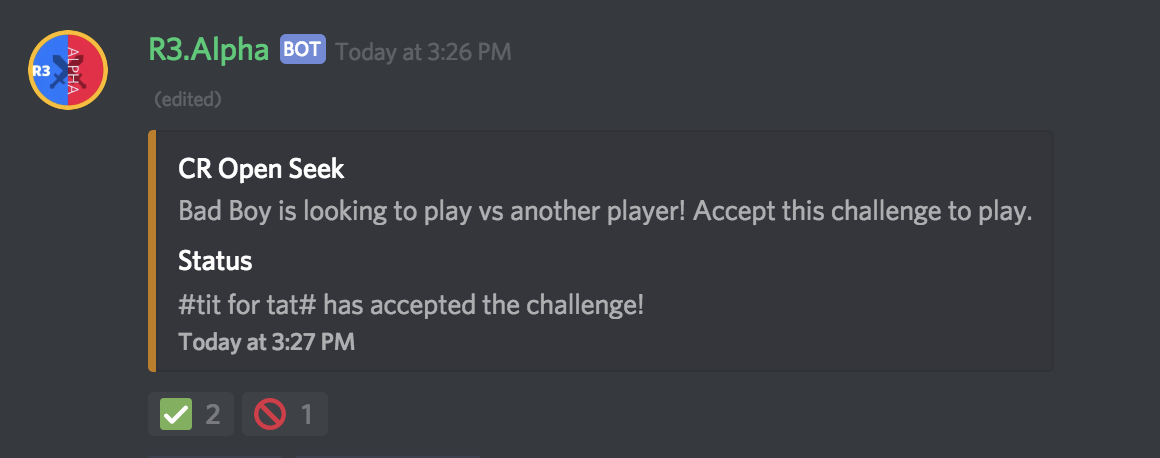 R3 ALPHA
R3.Alpha BOT Today at 3:26 PM
(edited)
CR Open Seek
Bad Boy is looking to play vs another player! Accept this challenge to play.
Status
#tit for tat# has accepted the challenge!
Today at 3:27 PM
2 1